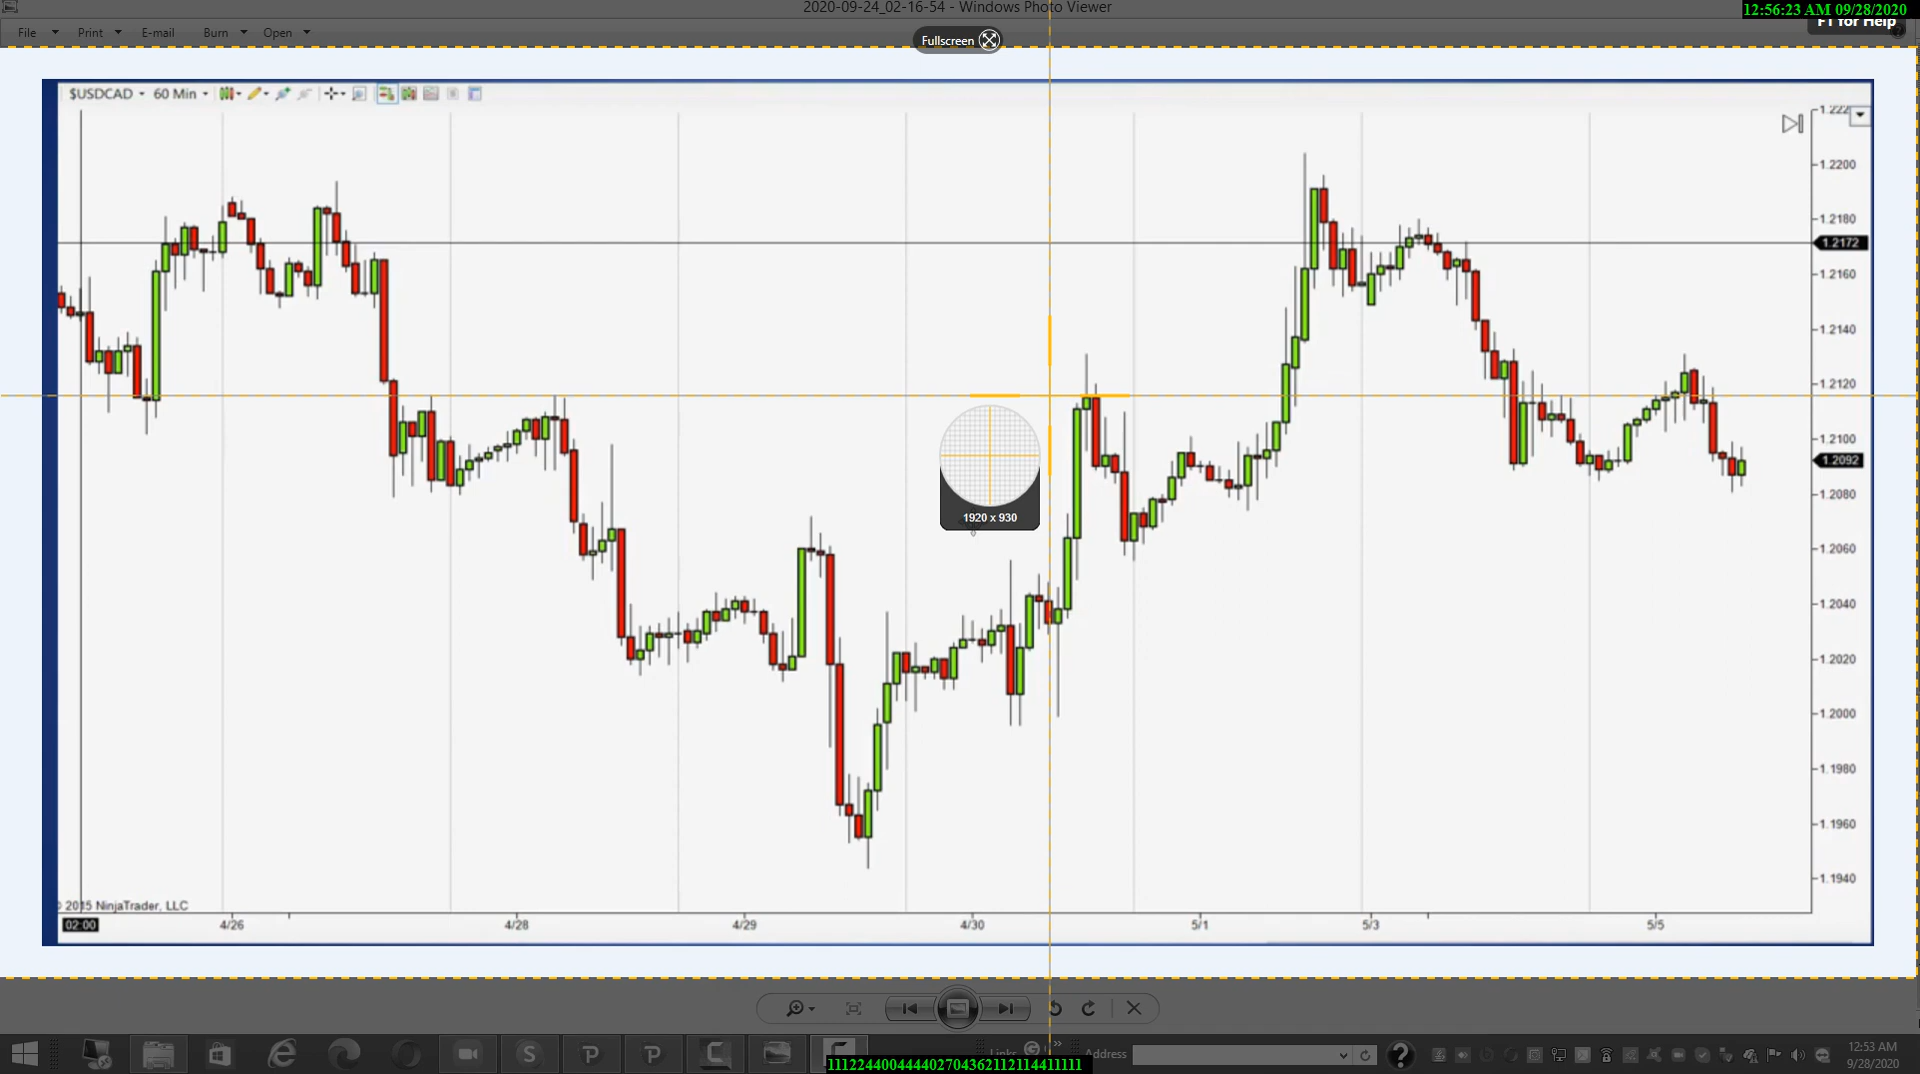 2020-09-24_02-16-54 - Windows Photo Viewer
12:56:23 AM 09/28/2020
File Print E-mail Burn Open
Fullscreen
F1 for Help
$USDCAD 60 Min
1.222
1.2200
1.2180
1.2172
1.2160
1.2140
1.2120
1.2100
1.2092
1.2080
1920 x 930
1.2060
1.2040
1.2020
1.2000
1.1980
1.1960
1.1940
© 2015 NinjaTrader, LLC
02:00 4/26 4/28 4/29 4/30 5/1 5/3 5/5
Links Address
12:53 AM
9/28/2020